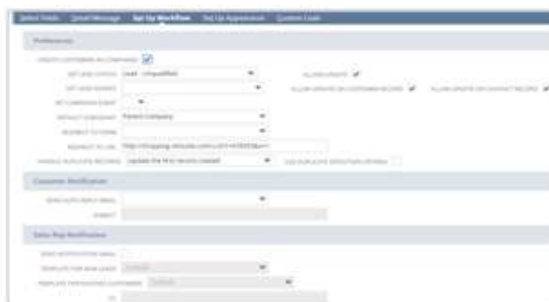 Select Fields Detail Message Set Up Workflow Set Up Appearance Custom Code
Preferences
CREATE CUSTOMERS AS COMPANIES
SET LEAD STATUS Lead - Unqualified ALLOW UPDATE
SET LEAD SOURCE ALLOW UPDATE ON CUSTOMER RECORD ALLOW UPDATE ON CONTACT RECORD
SET CAMPAIGN EVENT
DEFAULT SUBSIDIARY Parent Company
REDIRECT TO FORM
REDIRECT TO URL
HANDLE DUPLICATE RECORDS Update the first record created USE DUPLICATE DETECTION CRITERIA
Customer Notification
SEND AUTO-REPLY EMAIL
SUBJECT
Sales Rep Notification
SEND NOTIFICATION EMAIL
TEMPLATE FOR NEW LEADS
TEMPLATE FOR EXISTING CUSTOMERS